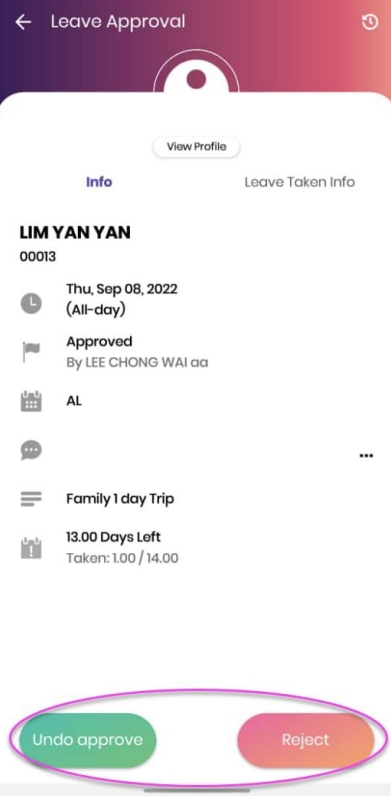 Leave Approval
View Profile
Info
Leave Taken Info
LIM YAN YAN
00013
Thu, Sep 08, 2022
(All-day)
Approved
By LEE CHONG WAI aa
AL
...
Family 1 day Trip
13.00 Days Left
Taken: 1.00 / 14.00
Undo approve
Reject